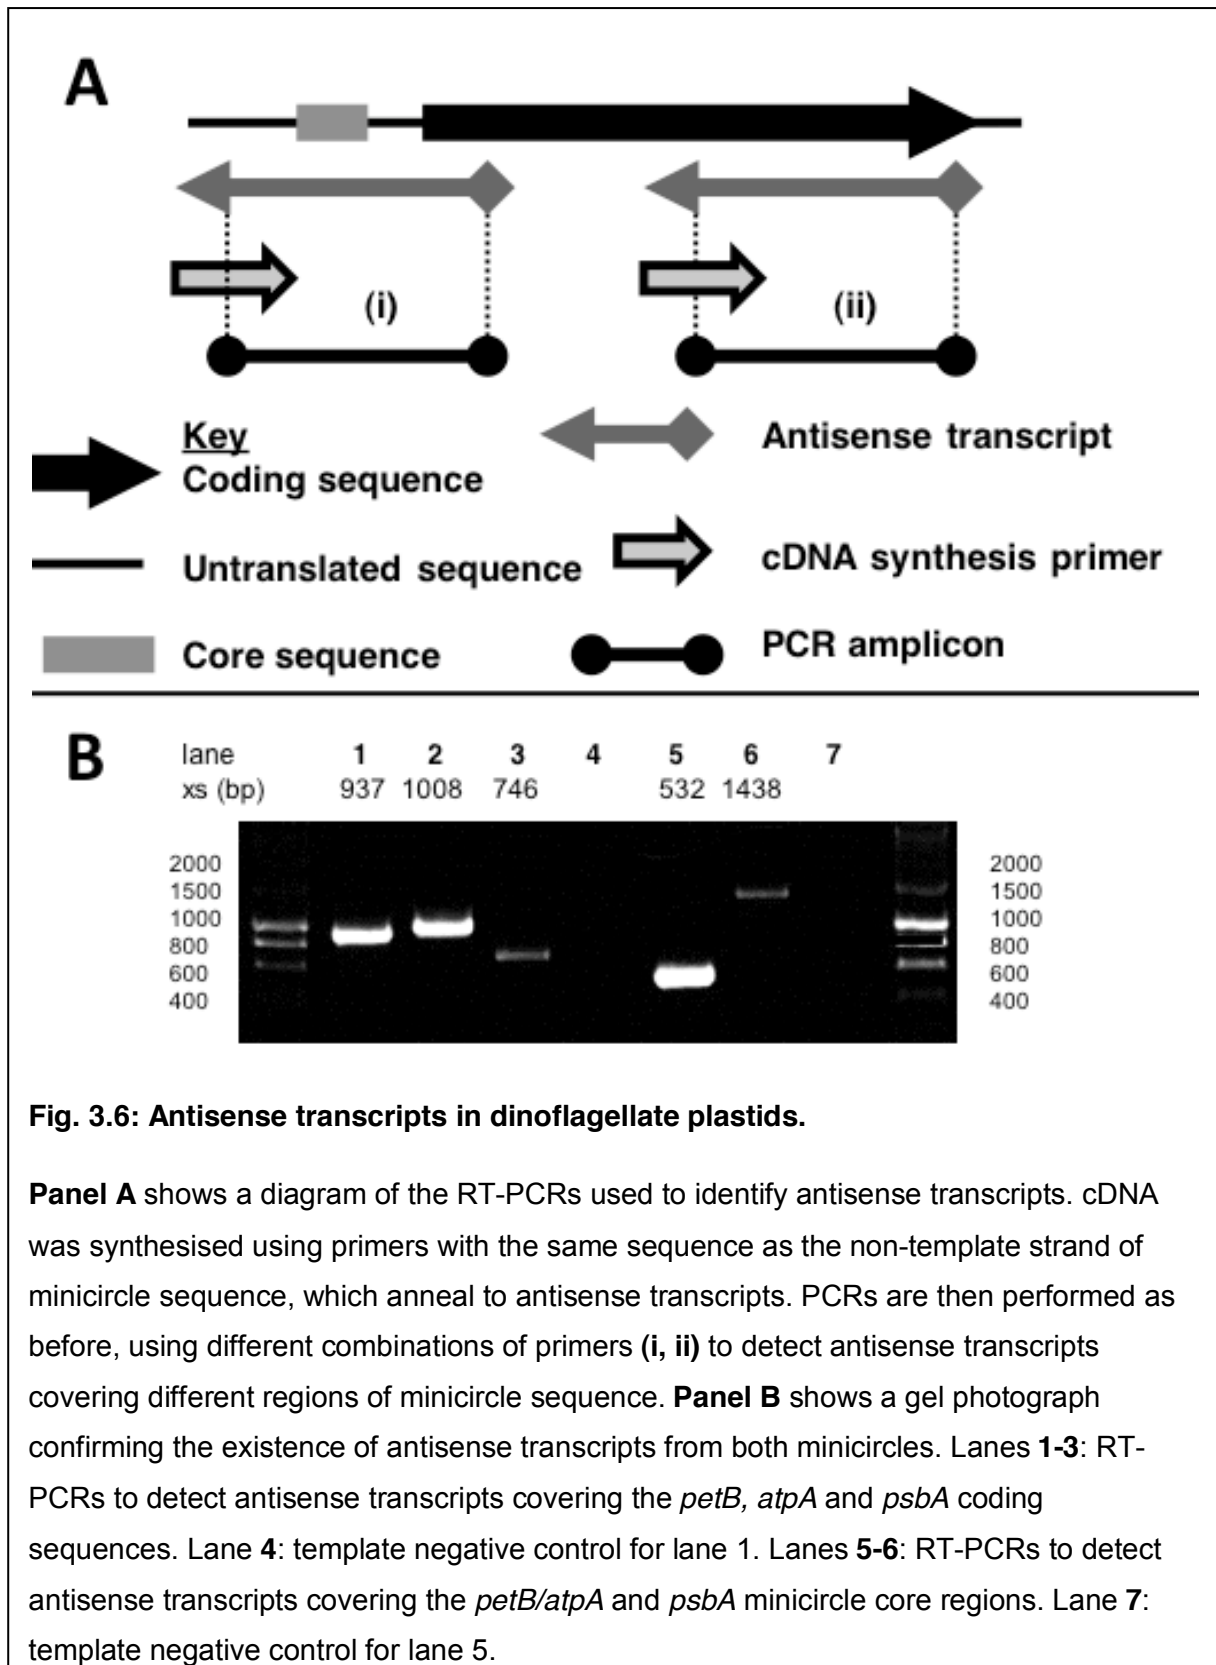 A
(i)
(ii)
Key
Coding sequence
Antisense transcript
Untranslated sequence
cDNA synthesis primer
Core sequence
PCR amplicon
B
lane 1 2 3 4 5 6 7
xs (bp) 937 1008 746 532 1438
2000 2000
1500 1500
1000 1000
800 800
600 600
400 400
Fig. 3.6: Antisense transcripts in dinoflagellate plastids.
Panel A shows a diagram of the RT-PCRs used to identify antisense transcripts. cDNA
was synthesised using primers with the same sequence as the non-template strand of
minicircle sequence, which anneal to antisense transcripts. PCRs are then performed as
before, using different combinations of primers (i, ii) to detect antisense transcripts
covering different regions of minicircle sequence. Panel B shows a gel photograph
confirming the existence of antisense transcripts from both minicircles. Lanes 1-3: RT-
PCRs to detect antisense transcripts covering the petB, atpA and psbA coding
sequences. Lane 4: template negative control for lane 1. Lanes 5-6: RT-PCRs to detect
antisense transcripts covering the petB/atpA and psbA minicircle core regions. Lane 7:
template negative control for lane 5.